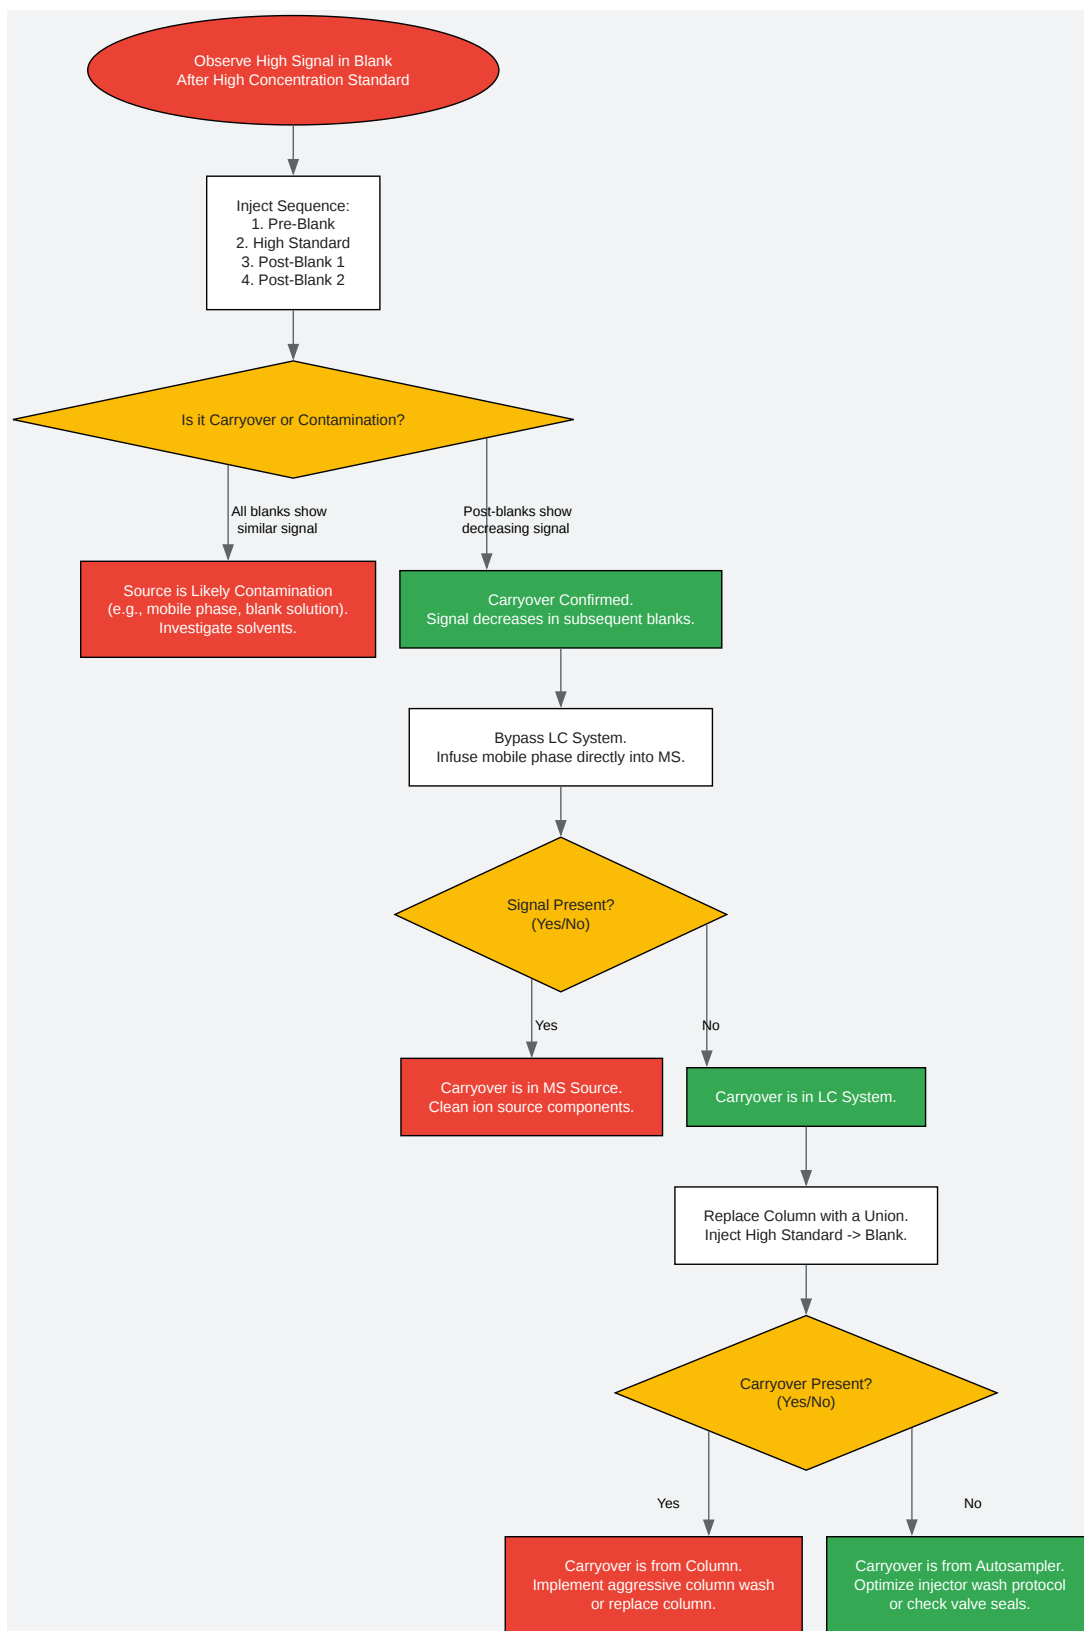 Observe High Signal in Blank
After High Concentration Standard
Inject Sequence:
1. Pre-Blank
2. High Standard
3. Post-Blank 1
4. Post-Blank 2
Is it Carryover or Contamination?
All blanks show
similar signal
Post-blanks show
decreasing signal
Source is Likely Contamination
(e.g., mobile phase, blank solution).
Investigate solvents.
Carryover Confirmed.
Signal decreases in subsequent blanks.
Bypass LC System.
Infuse mobile phase directly into MS.
Signal Present?
(Yes/No)
Yes
No
Carryover is in MS Source.
Clean ion source components.
Carryover is in LC System.
Replace Column with a Union.
Inject High Standard -> Blank.
Carryover Present?
(Yes/No)
Yes
No
Carryover is from Column.
Implement aggressive column wash
or replace column.
Carryover is from Autosampler.
Optimize injector wash protocol
or check valve seals.